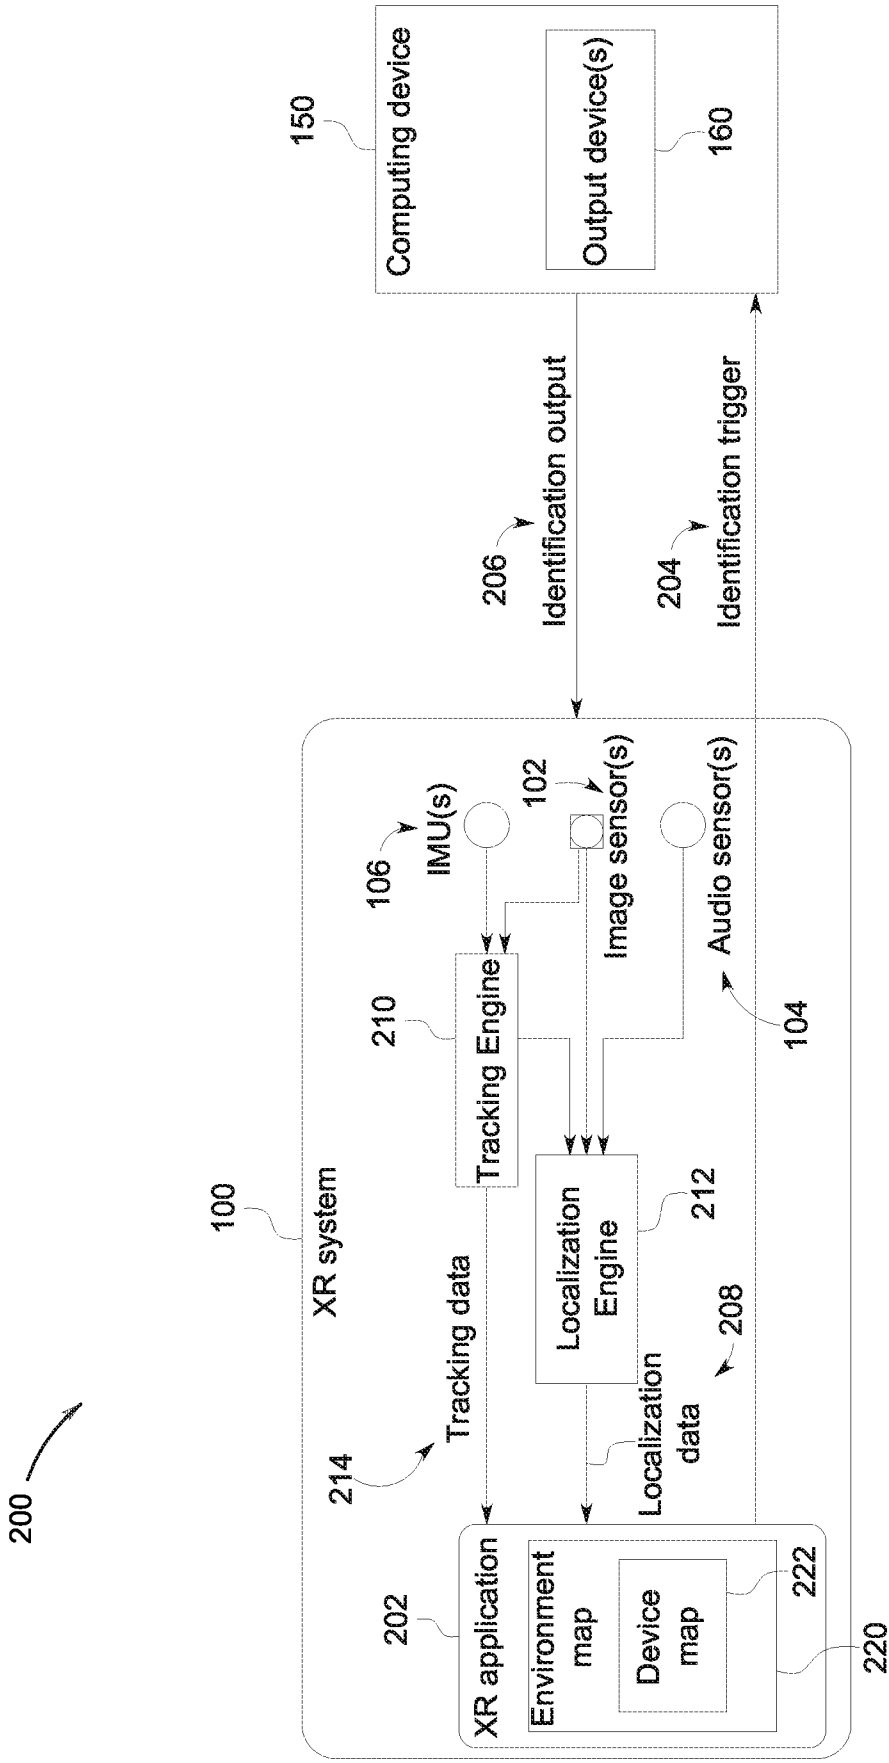 200
100
XR system
202
XR application
Environment
map
Device
map
222
220
214
Tracking data
Localization
data
208
210
Tracking Engine
Localization
Engine
212
106
IMU(s)
102
Image sensor(s)
Audio sensor(s)
104
206
Identification output
204
Identification trigger
150
Computing device
Output device(s)
160